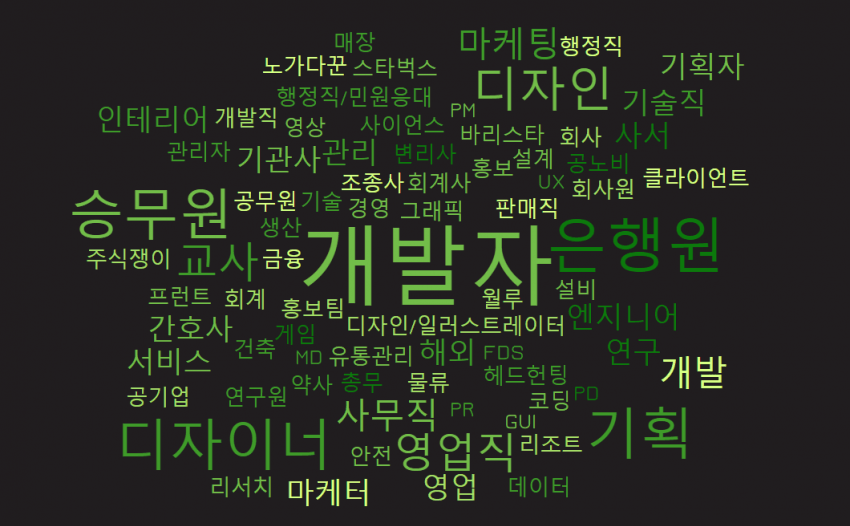 매장
마케팅
행정직
노가다꾼
스타벅스
디자인
기획자
행정직/민원응대
PM
기술직
인테리어
개발직
영상
사이언스
바리스타
회사
사서
관리자
기관사
관리
변리사
홍보
설계
공노비
승무원
공무원
기술
조종사
회계사
UX
회사원
클라이언트
경영
그래픽
판매직
생산
개발자
은행원
주식쟁이
교사
금융
프런트
회계
홍보팀
월루
설비
간호사
게임
디자인/일러스트레이터
엔지니어
서비스
건축
MD
유통관리
해외
FDS
연구
공기업
연구원
약사
총무
물류
헤드헌팅
개발
PD
디자이너
사무직
PR
코딩
GUI
기획
안전
영업직
리조트
리서치
마케터
영업
데이터